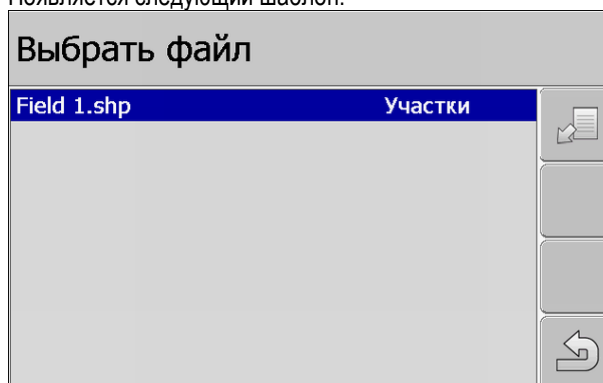 Появляется следующий шаблон:
Выбрать файл
Field 1.shp Участки